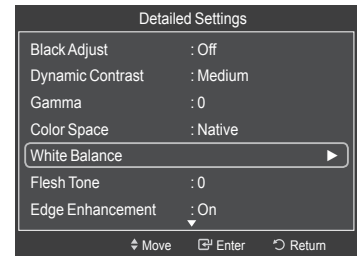 Detailed Settings
Black Adjust : Off
Dynamic Contrast : Medium
Gamma : 0
Color Space : Native
White Balance
Flesh Tone : 0
Edge Enhancement : On
Move Enter Return